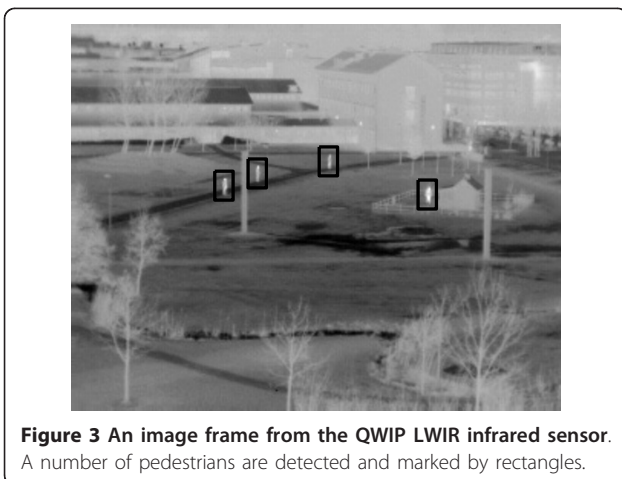 Figure 3 An image frame from the QWIP LWIR infrared sensor.
A number of pedestrians are detected and marked by rectangles.